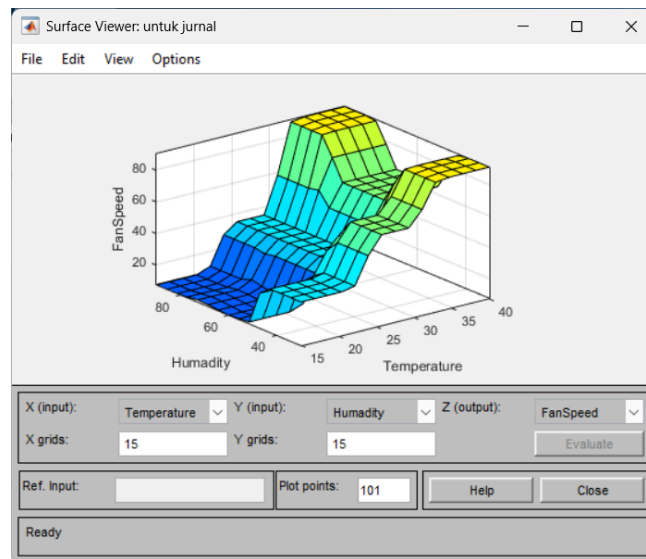 Surface Viewer: untuk jurnal
File Edit View Options
80
60
40
20
FanSpeed
80
60
40
Humadity
15
20
25
30
35
40
Temperature
X (input): Temperature Y (input): Humadity Z (output): FanSpeed
X grids: 15 Y grids: 15 Evaluate
Ref. Input: Plot points: 101 Help Close
Ready